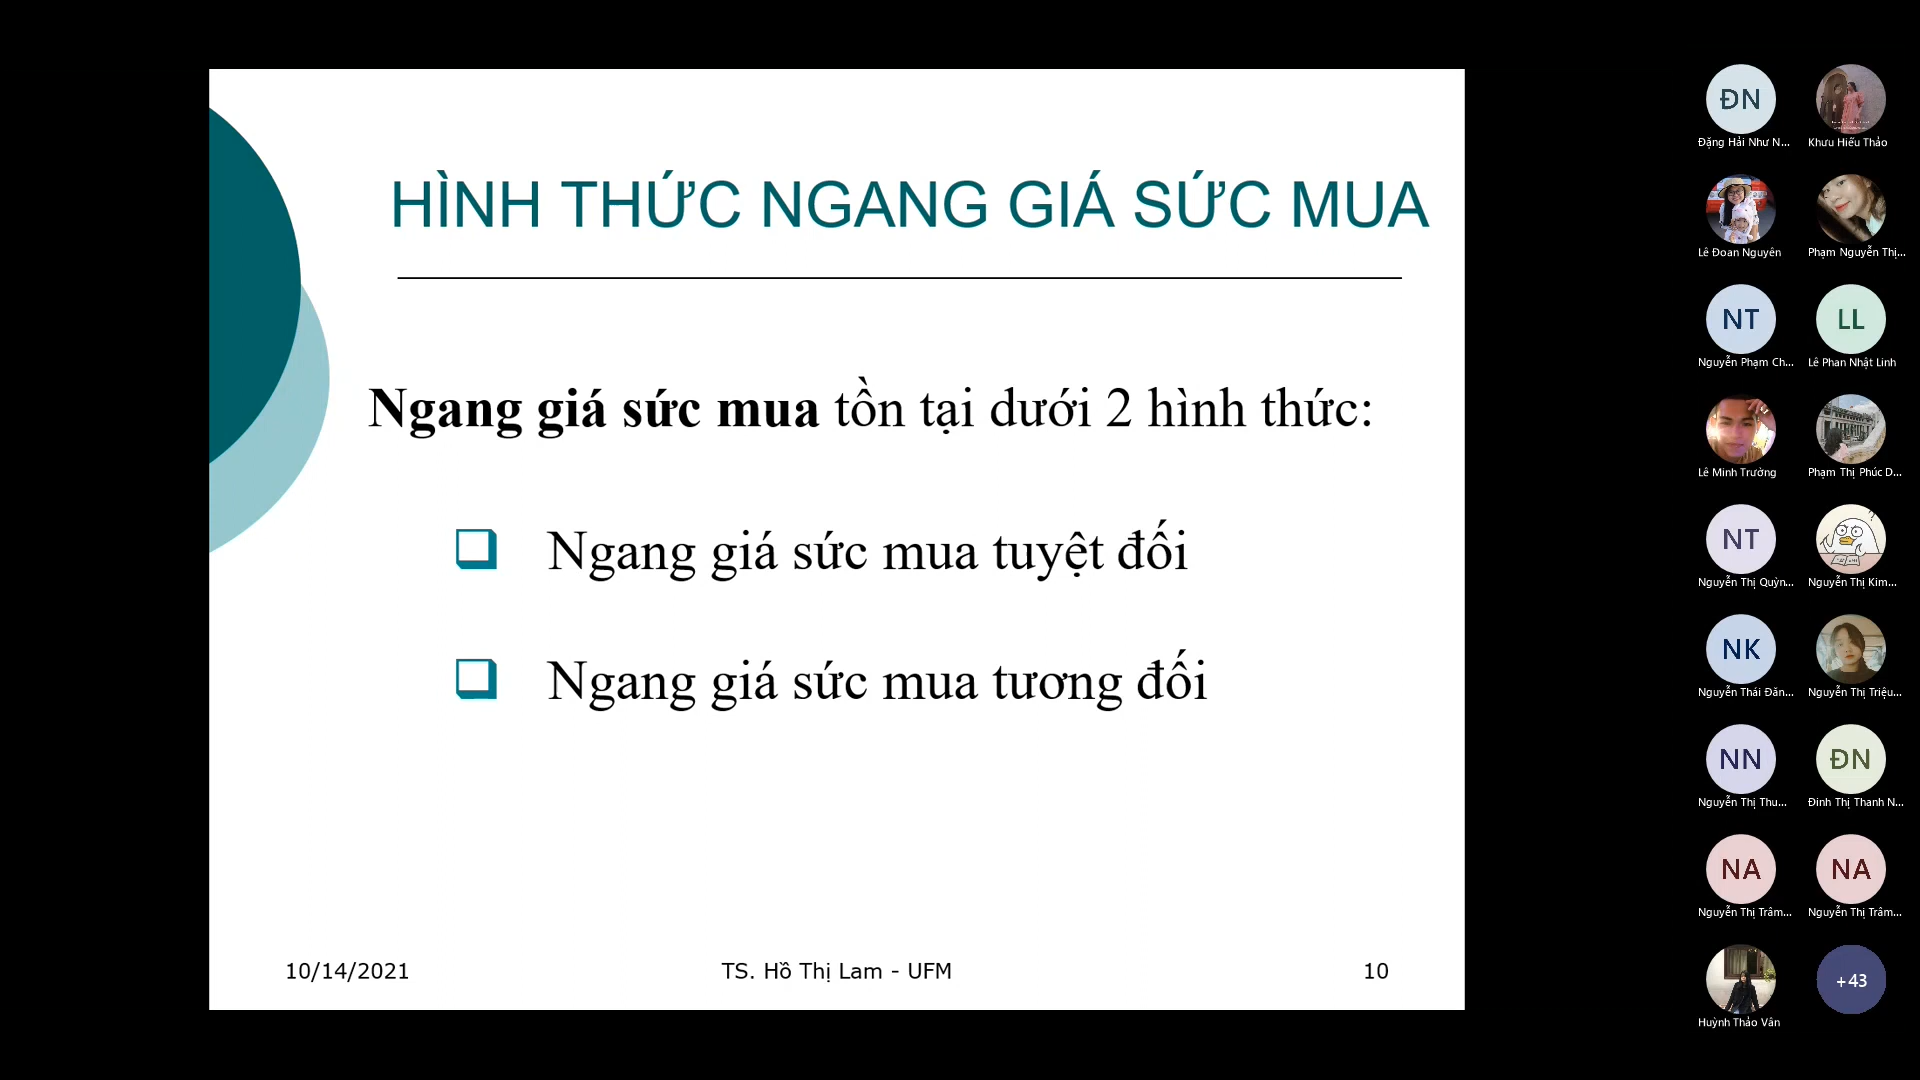 HÌNH THỨC NGANG GIÁ SỨC MUA
Ngang giá sức mua tồn tại dưới 2 hình thức:
Ngang giá sức mua tuyệt đối
Ngang giá sức mua tương đối
10/14/2021
TS. Hồ Thị Lam - UFM
10
ĐN
Đặng Hải Như N...
Khưu Hiếu Thảo
Lê Đoan Nguyên
Phạm Nguyễn Thị...
NT
Nguyễn Phạm Ch...
LL
Lê Phan Nhật Linh
Lê Minh Trường
Phạm Thị Phúc D...
NT
Nguyễn Thị Quỳn...
Nguyễn Thị Kim...
NK
Nguyễn Thái Đăn...
Nguyễn Thị Triệu...
NN
Nguyễn Thị Thu...
ĐN
Đinh Thị Thanh N...
NA
Nguyễn Thị Trâm...
NA
Nguyễn Thị Trâm...
Huỳnh Thảo Vân
+43